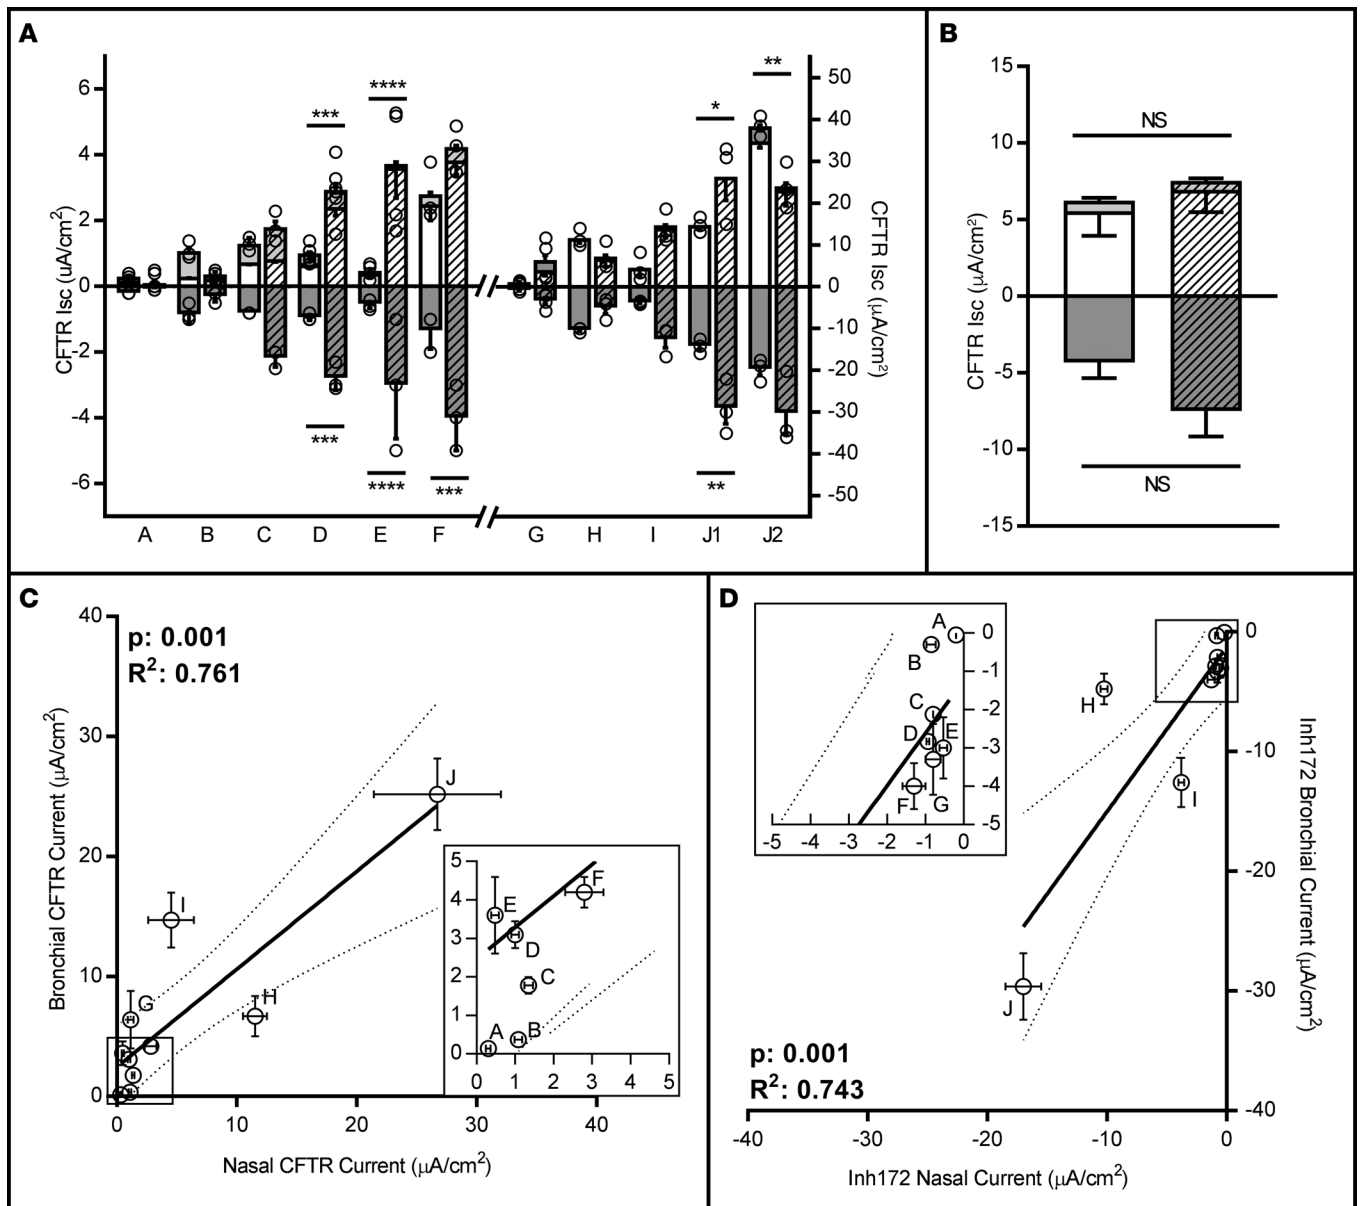 A
CFTR Isc (uA/cm²)
6
4
2
0
-2
-4
-6
***
****
*
**
***
****
***
**
50
40
30
20
10
0
-10
-20
-30
-40
-50
CFTR Isc (μA/cm²)
A B C D E F G H I J1 J2
B
CFTR Isc (μA/cm²)
15
10
5
0
-5
-10
-15
NS
NS
C
p: 0.001
R²: 0.761
Bronchial CFTR Current (μA/cm²)
40
30
20
10
0
J
I
G
H
5
4
3
2
1
0
E
F
D
C
A
B
0 1 2 3 4 5
0 10 20 30 40
Nasal CFTR Current (μA/cm²)
D
A
B
C
D
E
F
G
0
-1
-2
-3
-4
-5
-5 -4 -3 -2 -1 0
H
I
J
0
-10
-20
-30
-40
Inh172 Bronchial Current (μA/cm²)
p: 0.001
R²: 0.743
-40 -30 -20 -10 0
Inh172 Nasal Current (μA/cm²)